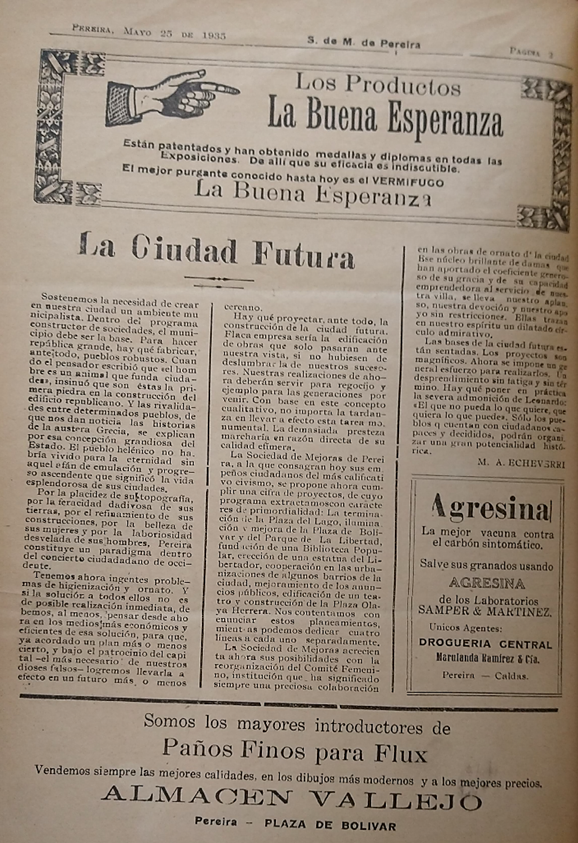 PEREIRA, MAYO 25 DE 1935
S. de M. de Pereira
PAGINA 3
Los Productos
La Buena Esperanza
Están patentados y han obtenido medallas y diplomas en todas las
Exposiciones. De allí que su eficacia es indiscutible.
El mejor purgante conocido hasta hoy es el VERMIFUGO
La Buena Esperanza
La Ciudad Futura
Sostenemos la necesidad de crear
en nuestra ciudad un ambiente mu
nicipalista. Dentro del programa
constructor de sociedades, el muni-
cipio debe ser la base. Para hacer
república grande, hay qué fabricar,
ante todo, pueblos robustos. Cuan
do el pensador escribió que «el hom
bre es un animal que funda ciuda-
des», insinuó que son éstas la pri-
mera piedra en la construcción del
edificio republicano. Y las rivalida-
des entre determinados pueblos, de
que nos dan noticia las historias
de la austera Grecia, se explican
por esa concepción grandiosa del
Estado. El pueblo helénico no ha-
bría vivido para la eternidad sin
aquel afán de emulación y progre-
so ascendente que significó la vida
esplendorosa de sus ciudades.
Por la placidez de su topografía,
por la feracidad dadivosa de sus
tierras, por el refinamiento de sus
construcciones, por la belleza de
sus mujeres y por la laboriosidad
desvelada de sus hombres, Pereira
constituye un paradigma dentro
del concierto ciudadano de occi-
dente.
Tenemos ahora ingentes proble-
mas de higienización y ornato. Y
si la solución a todos ellos no es
de posible realización inmediata, de
bemos, al menos, pensar desde aho
ra en los medios más económicos y
eficientes de esa solución, para que,
ya acordado un plan más o menos
cierto, y bajo el patrocinio del capi
tal —el más necesario de nuestros
dioses falsos— logremos llevarla a
efecto en un futuro más o menos
cercano.
Hay qué proyectar, ante todo, la
construcción de la ciudad futura.
Flaca empresa sería la edificación
de obras que solo pasaran ante
nuestra vista, si no hubiesen de
deslumbrar la de nuestros suceso-
res. Nuestras realizaciones de aho-
ra deberán servir para regocijo y
ejemplo para las generaciones por
venir. Con base en este concepto
cualitativo, no importa la tardan-
za en llevar a efecto esta tarea mo.
numental. La demasiada presteza
marcharía en razón directa de su
calidad efímera.
La Sociedad de Mejoras de Perei
ra, a la que consagran hoy sus em
peños ciudadanos del más calificati
vo civismo, se propone ahora cum
plir una cifra de proyectos, de cuyo
programa extractamos con carácte
res de primordialidad: La termina-
ción de la Plaza del Lago, ilumina
ción y mejora de la Plaza de Bolí-
var y del Parque de La Libertad,
fundación de una Biblioteca Popu-
lar, erección de una estatua del Li-
bertador, cooperación en las urba-
nizaciones de algunos barrios de la
ciudad, mejoramiento de los anun-
cios públicos, edificación de un tea-
tro y construcción de la Plaza Ola-
ya Herrera. Nos contentamos con
enunciar estos planeamientos,
mientras podemos dedicar cuatro
líneas a cada uno separadamente.
La Sociedad de Mejoras acrecien
ta ahora sus posibilidades con la
reorganización del Comité Femeni-
no, institución que ha significado
siempre una preciosa colaboración
en las obras de ornato d' la ciudad
Ese núcleo brillante de damas que
han aportado el coeficiente genero-
so de su gracia y de su capacidad
emprendedora al servicio de nues
tra villa, se lleva nuestro aplau
so, nuestra devoción y nuestro apo
yo sin restricciones. Ellas trazan
en nuestro espíritu un dilatado
culo admirativo.
Las bases de la ciudad futura es-
tán sentadas. Los proyectos son
magníficos. Ahora se impone un ge
neral esfuerzo para realizarlos. Un
desprendimiento sin fatiga y sin tér
mino. Hay qué poner en práctica
la severa admonición de Leonardo:
«El que no pueda lo que quiere, que
quiera lo que puede». Sólo los pue-
blos q' cuentan con ciudadanos ca-
paces y decididos, podrán organi.
zar una gran potencialidad histó-
rica.
M. A. ECHEVERRI
Agresina
La mejor vacuna contra
el carbón sintomático.
Salve sus granados usando
AGRESINA
de los Laboratorios
SAMPER & MARTINEZ.
Unicos Agentes:
DROGUERIA CENTRAL
Marulanda Ramírez & Cía.
Pereira — Caldas.
Somos los mayores introductores de
Paños Finos para Flux
Vendemos siempre las mejores calidades, en los dibujos más modernos y a los mejores precios.
ALMACEN VALLEJO
Pereira - PLAZA DE BOLIVAR